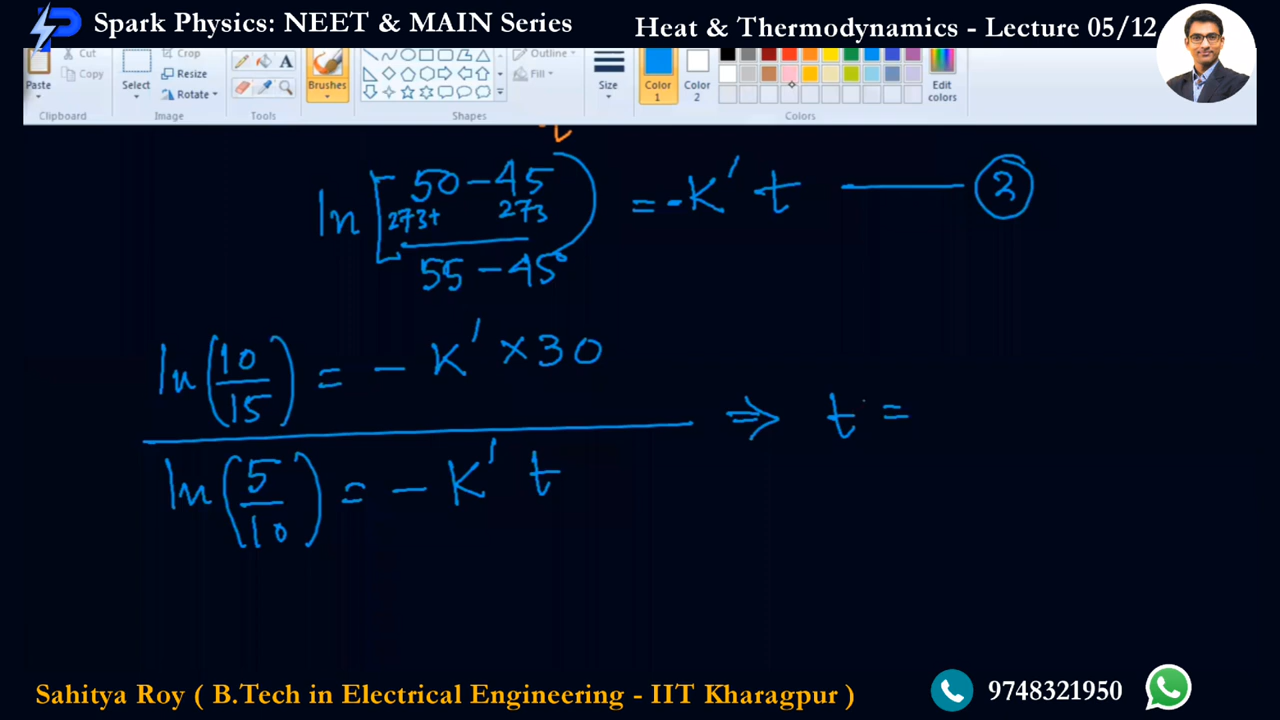 Spark Physics: NEET & MAIN Series
Heat & Thermodynamics - Lecture 05/12
Paste Cut Copy Clipboard
Select Crop Resize Rotate Image
Tools
Brushes
Outline Fill Shapes
Size
Color 1 Color 2 Edit colors Colors
ln [50-45) = -K' t ——— 2
273+ 273
55-45°
ln(10/15) = -K' × 30
⇒ t =
ln(5/10) = -K' t
Sahitya Roy ( B.Tech in Electrical Engineering - IIT Kharagpur )
9748321950